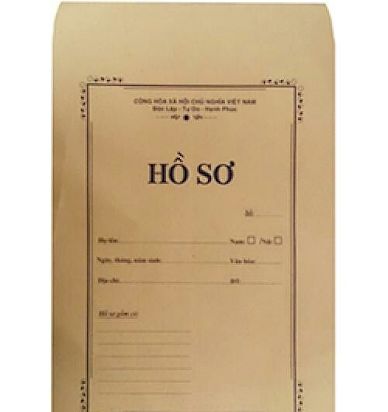 CỘNG HÒA XÃ HỘI CHỦ NGHĨA VIỆT NAM
Độc Lập - Tự Do - Hạnh Phúc
HỒ SƠ
Số:
Họ tên: Nam: /Nữ:
Ngày, tháng, năm sinh: Văn hóa:
Địa chỉ:
Hồ sơ gồm có: